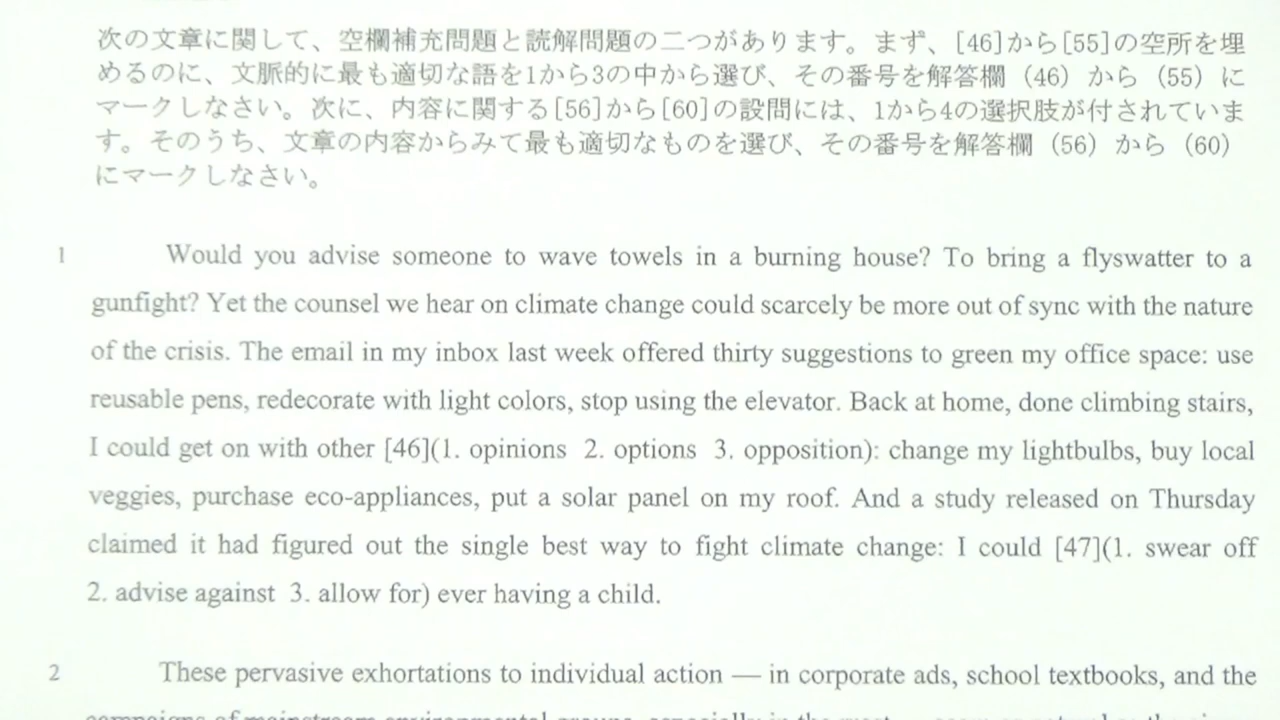 次の文章に関して、空欄補充問題と読解問題の二つがあります。まず、[46]から[55]の空所を埋
めるのに、文脈的に最も適切な語を1から3の中から選び、その番号を解答欄（46）から（55）に
マークしなさい。次に、内容に関する[56]から[60]の設問には、1から4の選択肢が付されていま
す。そのうち、文章の内容からみて最も適切なものを選び、その番号を解答欄（56）から（60）
にマークしなさい。
1 Would you advise someone to wave towels in a burning house? To bring a flyswatter to a
gunfight? Yet the counsel we hear on climate change could scarcely be more out of sync with the nature
of the crisis. The email in my inbox last week offered thirty suggestions to green my office space: use
reusable pens, redecorate with light colors, stop using the elevator. Back at home, done climbing stairs,
I could get on with other [46](1. opinions 2. options 3. opposition): change my lightbulbs, buy local
veggies, purchase eco-appliances, put a solar panel on my roof. And a study released on Thursday
claimed it had figured out the single best way to fight climate change: I could [47](1. swear off
2. advise against 3. allow for) ever having a child.
2 These pervasive exhortations to individual action — in corporate ads, school textbooks, and the